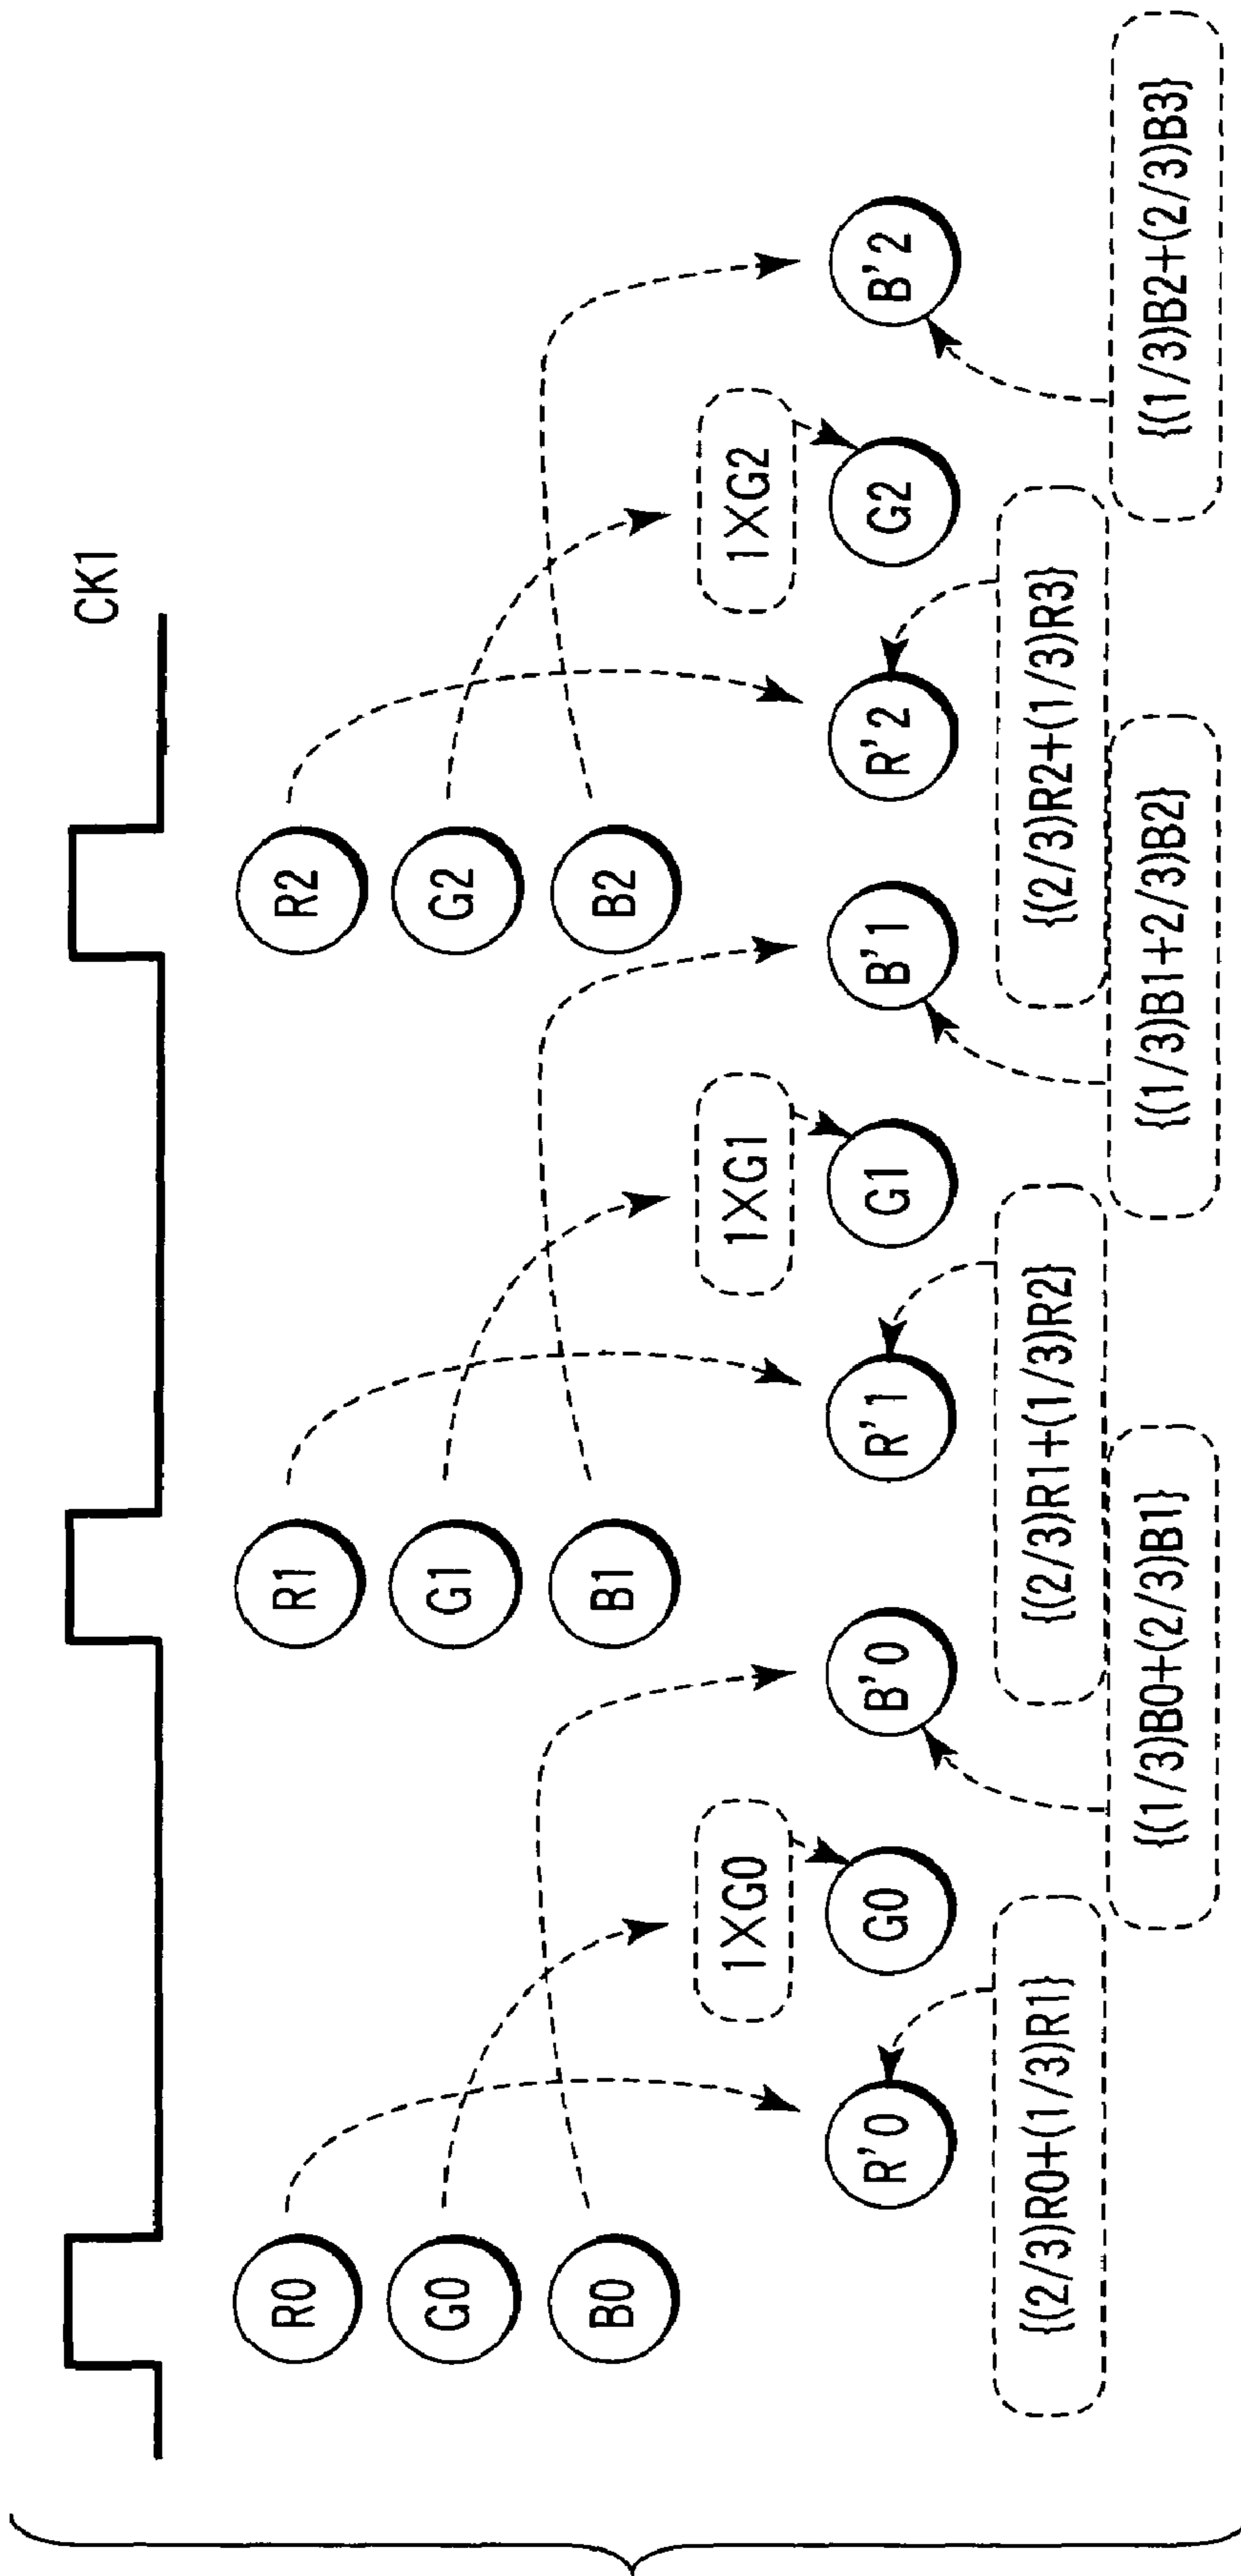 CK1
R0 R1 R2
G0 G1 G2
B0 B1 B2
1×G0 1×G1 1×G2
R'0 G0 B'0 R'1 G1 B'1 R'2 G2 B'2
{(2/3)R0+(1/3)R1} {(2/3)R1+(1/3)R2} {(2/3)R2+(1/3)R3}
{(1/3)B0+(2/3)B1} {(1/3)B1+2/3)B2} {(1/3)B2+(2/3)B3}